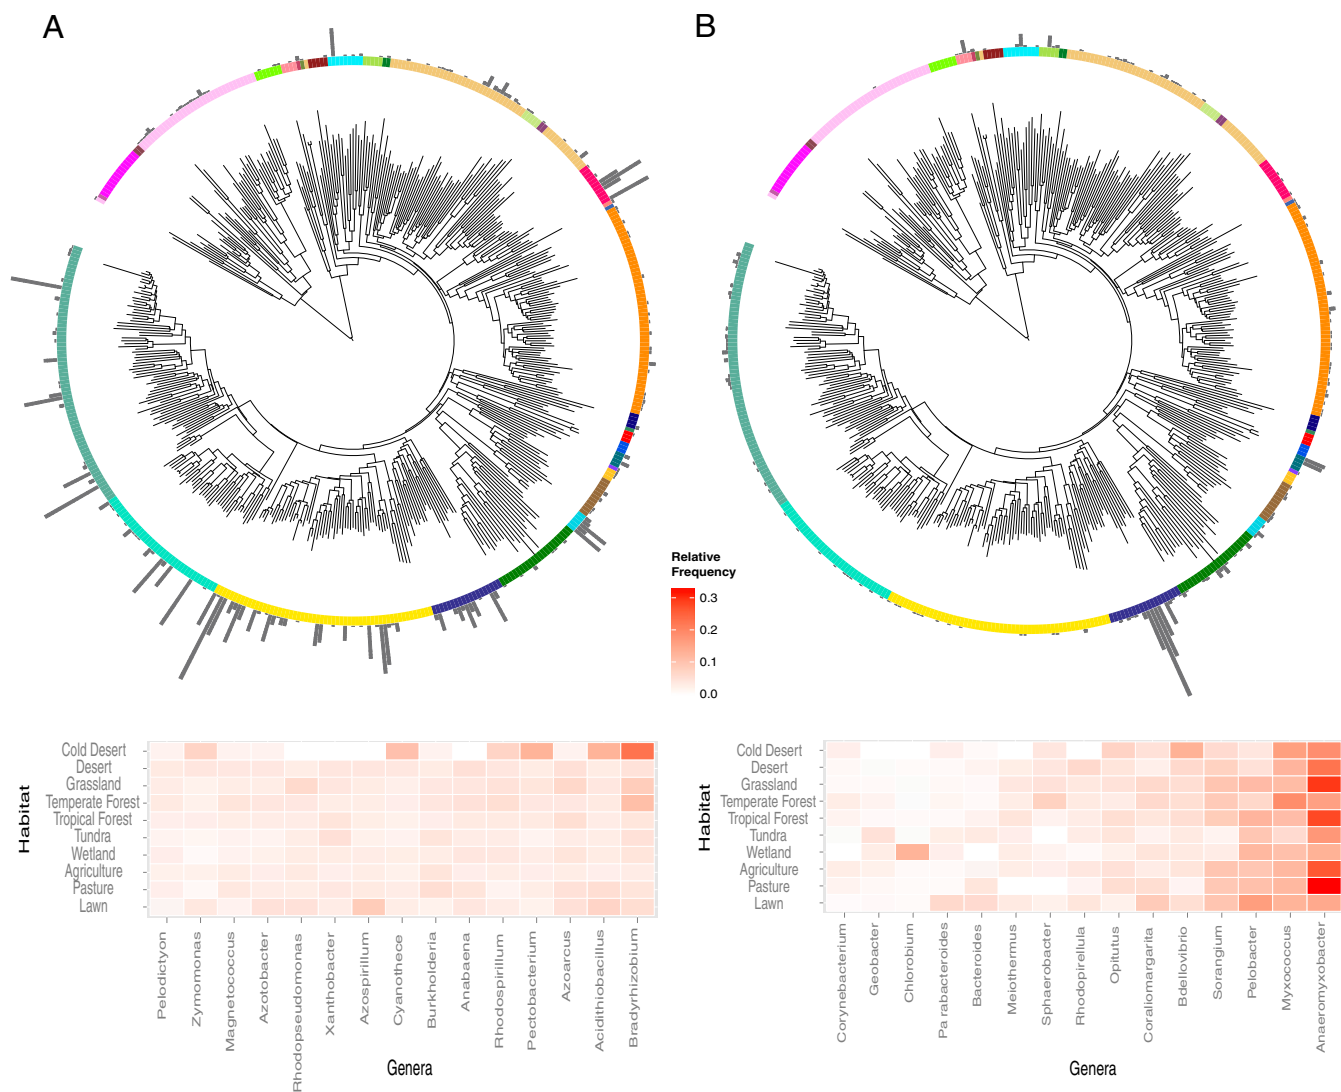 A
B
Relative
Frequency
0.3
0.2
0.1
0.0
Habitat
Cold Desert
Desert
Grassland
Temperate Forest
Tropical Forest
Tundra
Wetland
Agriculture
Pasture
Lawn
Pelodictyon
Zymomonas
Magnetococcus
Azotobacter
Rhodopseudomonas
Xanthobacter
Azospirillum
Cyanothece
Burkholderia
Anabaena
Rhodospirillum
Pectobacterium
Azoarcus
Acidithiobacillus
Bradyrhizobium
Genera
Habitat
Cold Desert
Desert
Grassland
Temperate Forest
Tropical Forest
Tundra
Wetland
Agriculture
Pasture
Lawn
Corynebacterium
Geobacter
Chlorobium
Pa rabacteroides
Bacteroides
Meiothermus
Sphaerobacter
Rhodopirellula
Opitutus
Coraliomargarita
Bdellovibrio
Sorangium
Pelobacter
Myxococcus
Anaeromyxobacter
Genera